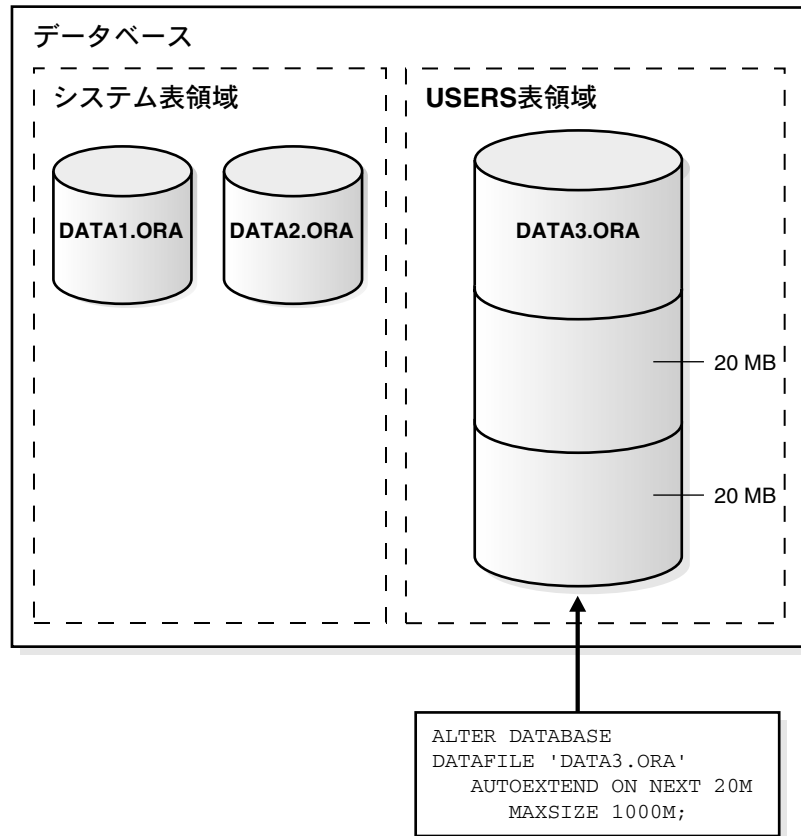 データベース
システム表領域
USERS表領域
DATA1.ORA
DATA2.ORA
DATA3.ORA
20 MB
20 MB
ALTER DATABASE
DATAFILE 'DATA3.ORA'
AUTOEXTEND ON NEXT 20M
MAXSIZE 1000M;